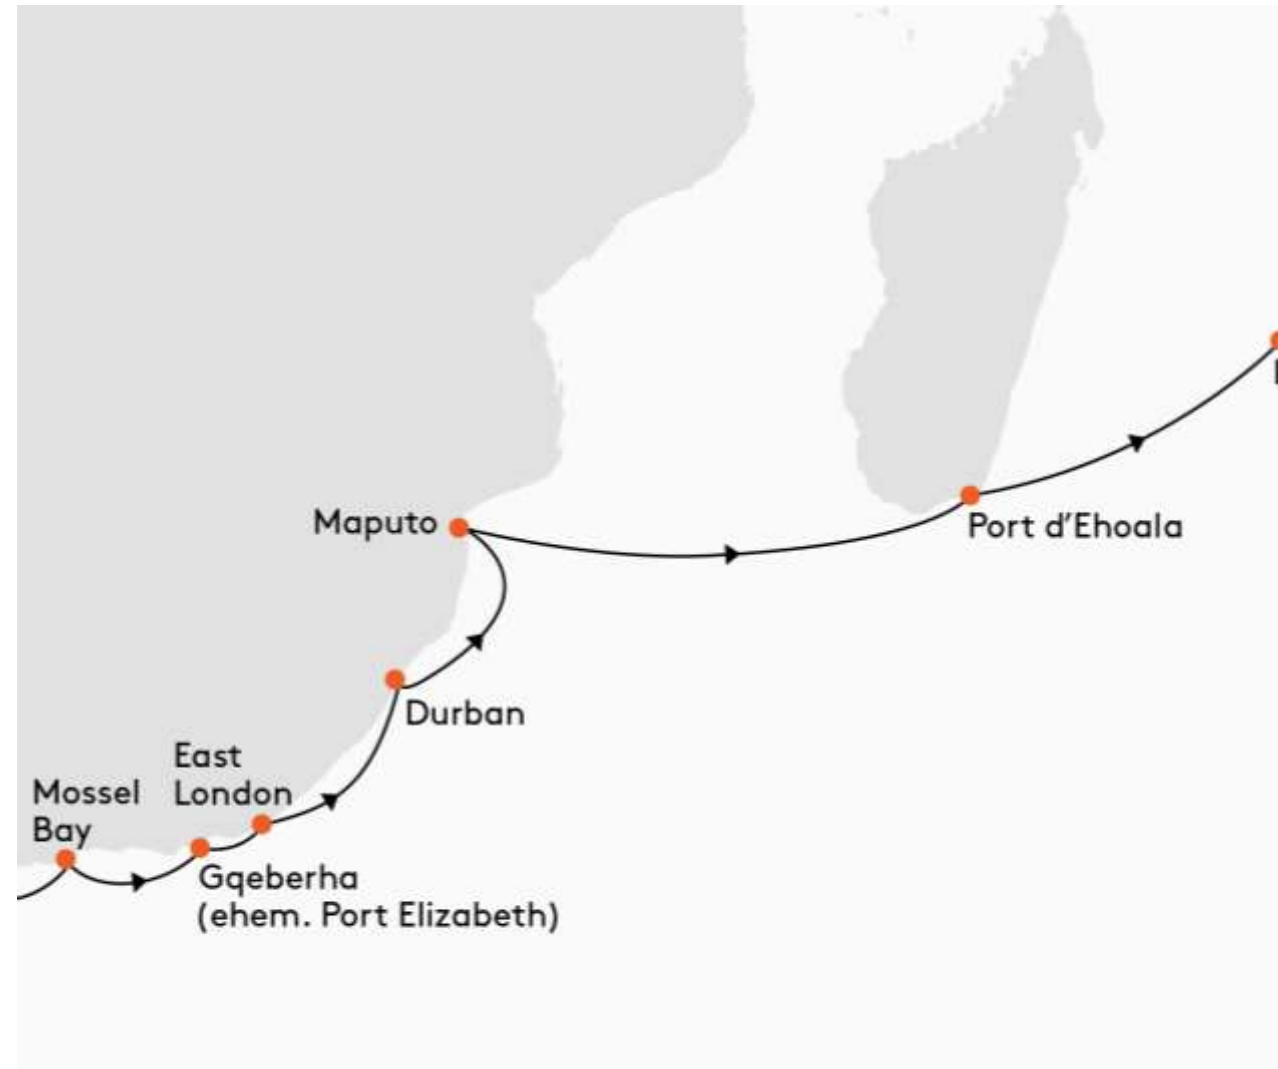 Maputo
Port d'Ehoala
Durban
East
London
Mossel
Bay
Gqeberha
(ehem. Port Elizabeth)